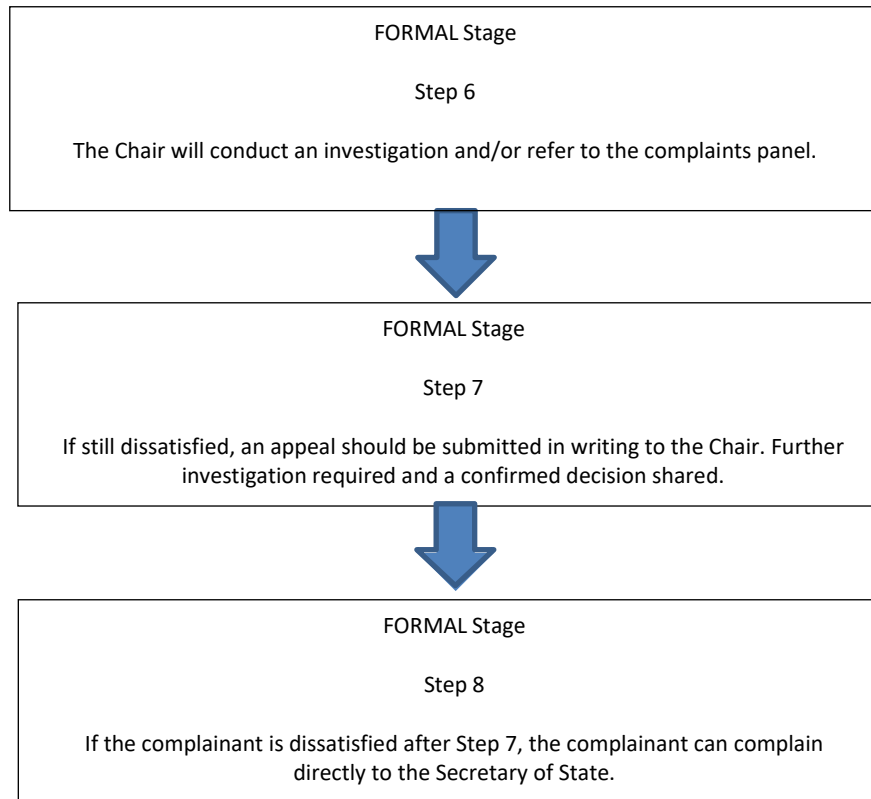 FORMAL Stage
Step 6
The Chair will conduct an investigation and/or refer to the complaints panel.
FORMAL Stage
Step 7
If still dissatisfied, an appeal should be submitted in writing to the Chair. Further
investigation required and a confirmed decision shared.
FORMAL Stage
Step 8
If the complainant is dissatisfied after Step 7, the complainant can complain
directly to the Secretary of State.